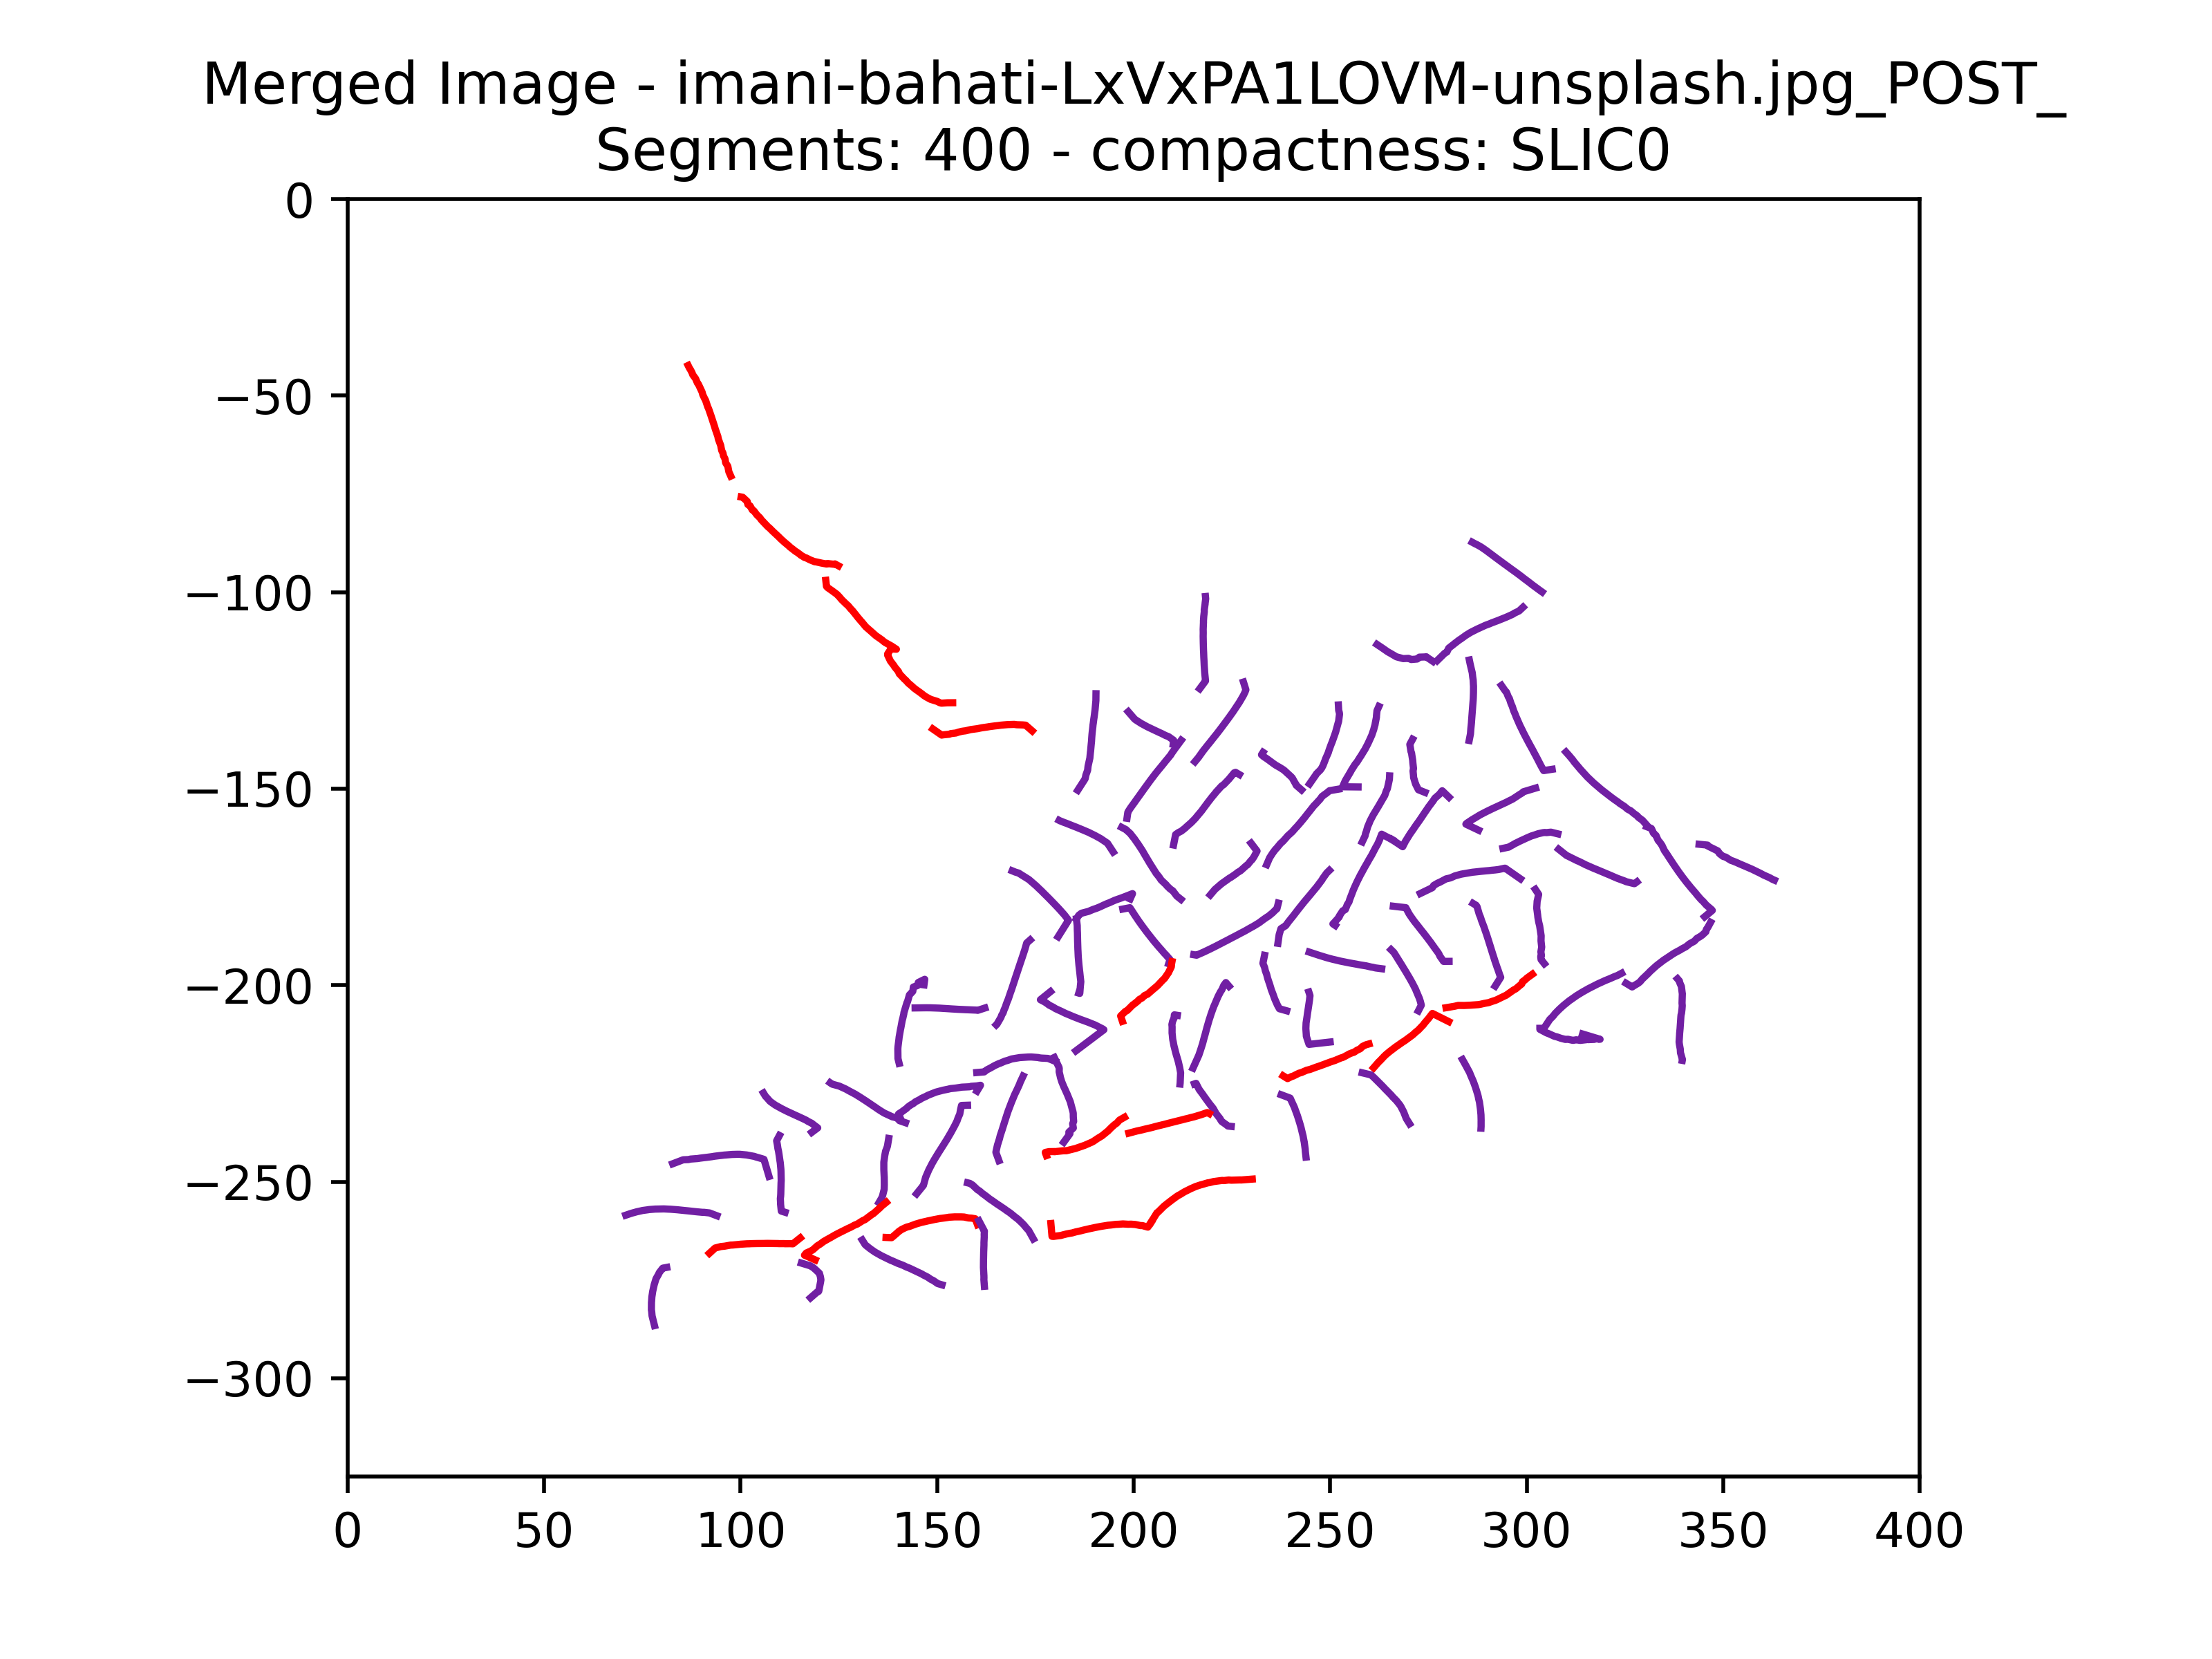 Merged Image - imani-bahati-LxVxPA1LOVM-unsplash.jpg_POST_
Segments: 400 - compactness: SLIC0
0
−50
−100
−150
−200
−250
−300
0 50 100 150 200 250 300 350 400